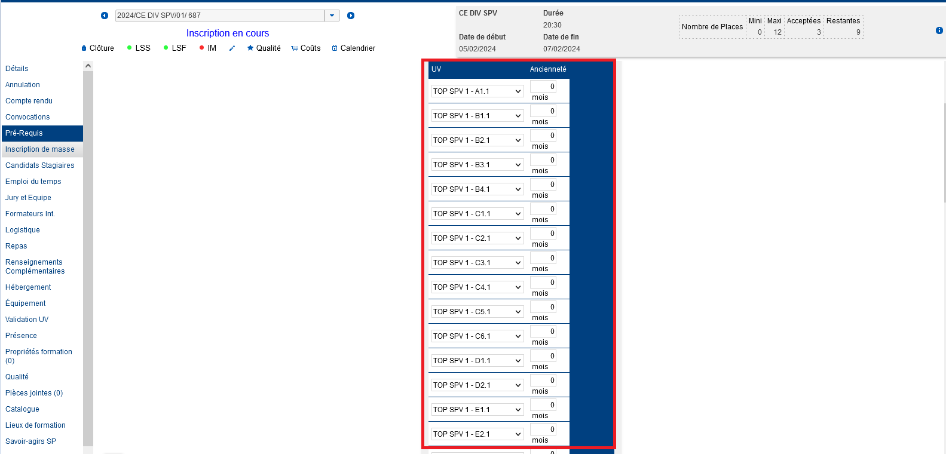 2024/CE DIV SPV/01/ 687
Inscription en cours
Clôture LSS LSF IM Qualité Coûts Calendrier
CE DIV SPV Durée
20:30
Date de début Date de fin
05/02/2024 07/02/2024
Mini Maxi Acceptées Restantes
Nombre de Places 0 12 3 9
Détails
Annulation
Compte rendu
Convocations
Pré-Requis
Inscription de masse
Candidats Stagiaires
Emploi du temps
Jury et Equipe
Formateurs Int
Logistique
Repas
Renseignements
Complémentaires
Hébergement
Équipement
Validation UV
Présence
Propriétés formation
(0)
Qualité
Pièces jointes (0)
Catalogue
Lieux de formation
Savoir-agirs SP
UV Ancienneté
TOP SPV 1 - A1.1 0 mois
TOP SPV 1 - B1.1 0 mois
TOP SPV 1 - B2.1 0 mois
TOP SPV 1 - B3.1 0 mois
TOP SPV 1 - B4.1 0 mois
TOP SPV 1 - C1.1 0 mois
TOP SPV 1 - C2.1 0 mois
TOP SPV 1 - C3.1 0 mois
TOP SPV 1 - C4.1 0 mois
TOP SPV 1 - C5.1 0 mois
TOP SPV 1 - C6.1 0 mois
TOP SPV 1 - D1.1 0 mois
TOP SPV 1 - D2.1 0 mois
TOP SPV 1 - E1.1 0 mois
TOP SPV 1 - E2.1 0 mois
0